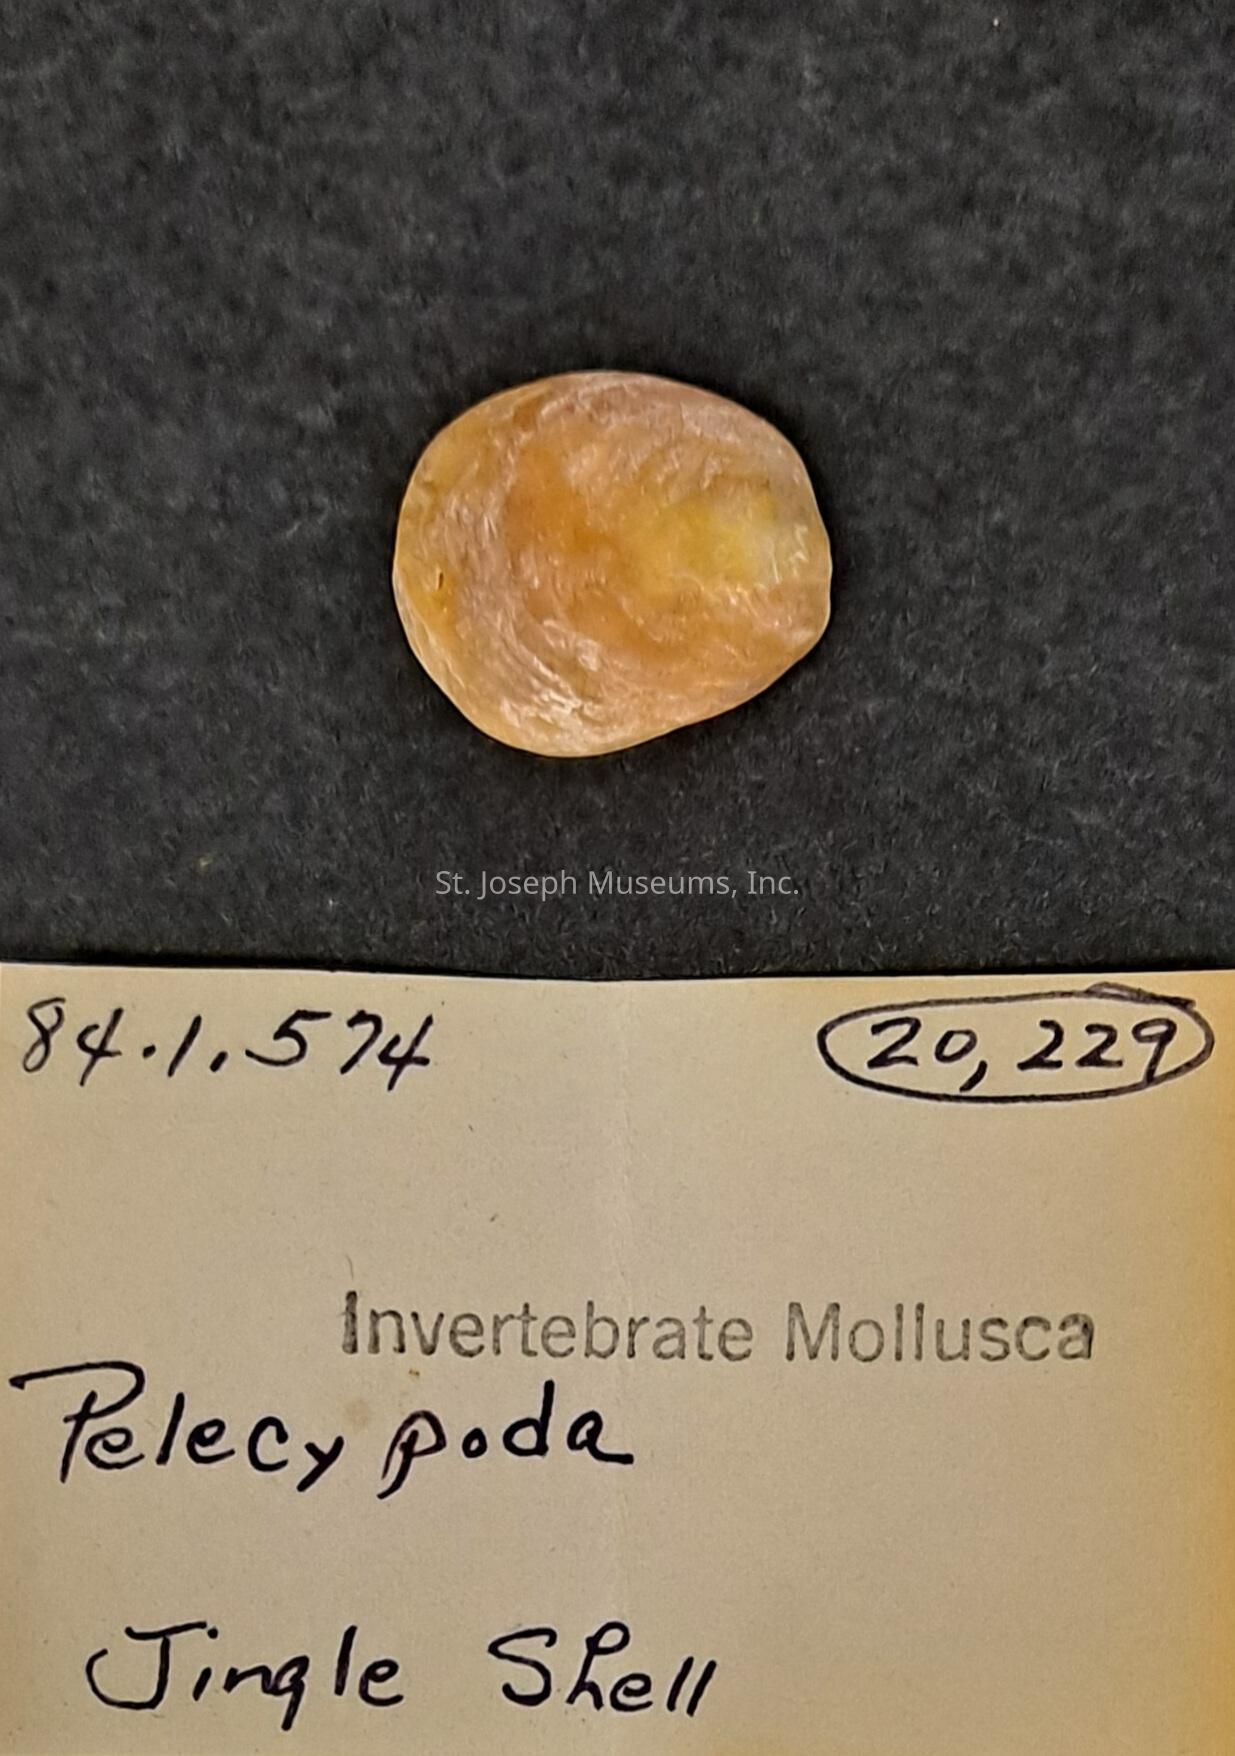 St. Joseph Museums, Inc.
84.1.574
20,229
Invertebrate Mollusca
Pelecypoda
Jingle Shell